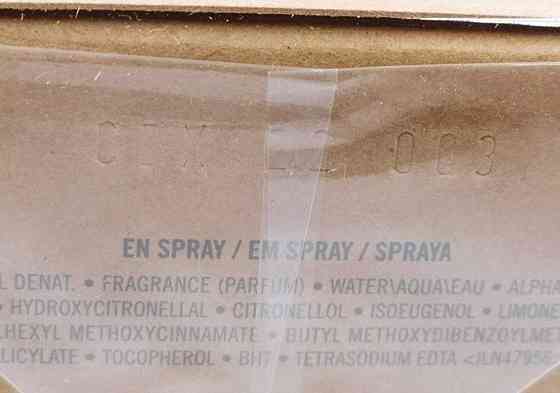 003
EN SPRAY / EM SPRAY / SPRAYA
L DENAT. • FRAGRANCE (PARFUM) • WATER\AQUA\EAU • ALPHA
• HYDROXYCITRONELLAL • CITRONELLOL • ISOEUGENOL • LIMONE
LHEXYL METHOXYCINNAMATE • BUTYL METHOXYDIBENZOYLMET
LICYLATE • TOCOPHEROL • BHT • TETRASODIUM EDTA <ILN47956